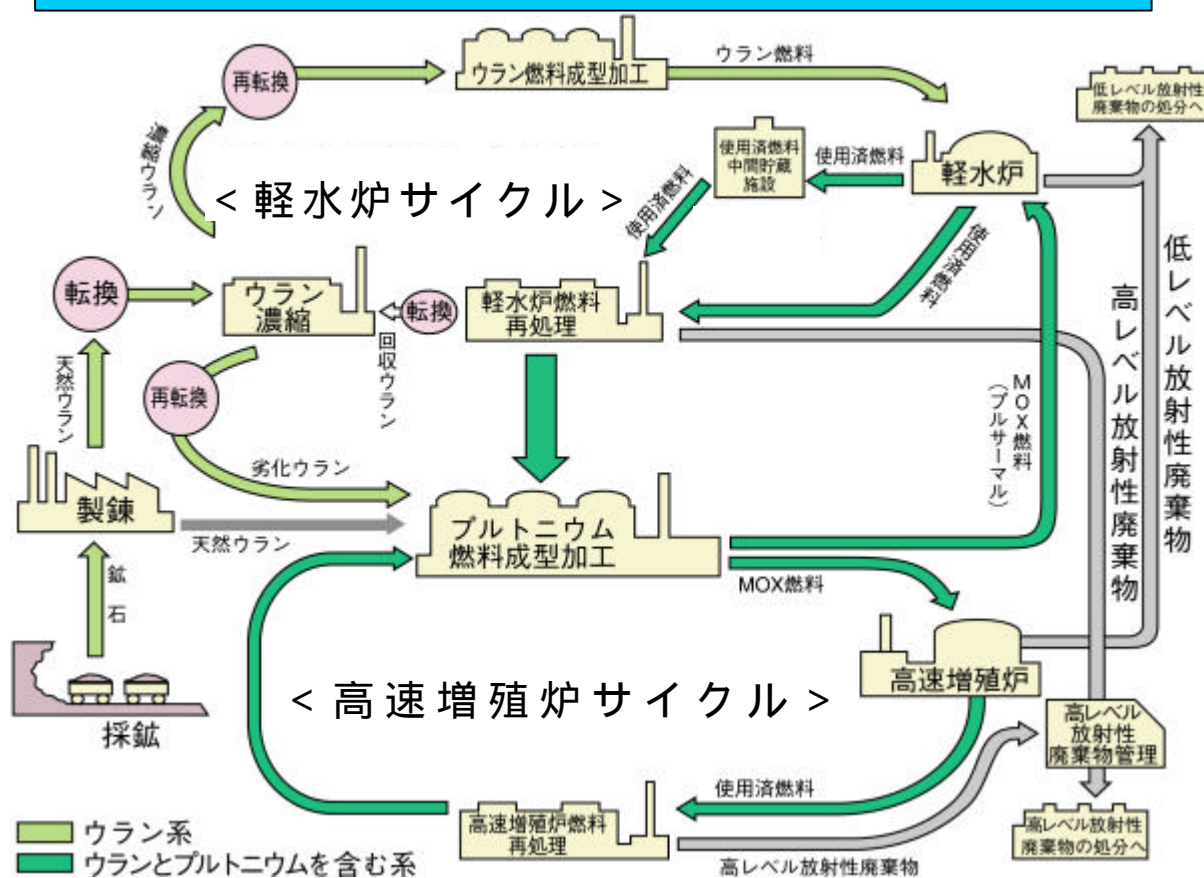 再転換
ウラン燃料成型加工
ウラン燃料
低レベル放射性
廃棄物の処分へ
濃縮ウラン
使用済燃料
中間貯蔵
施設
使用済燃料
軽水炉
<軽水炉サイクル>
使用済燃料
使用済燃料
転換
ウラン
濃縮
転換
軽水炉燃料
再処理
回収ウラン
天然ウラン
再転換
MOX燃料
(プルサーマル)
高レベル放射性廃棄物
低レベル放射性廃棄物
劣化ウラン
製錬
天然ウラン
プルトニウム
燃料成型加工
MOX燃料
鉱石
採鉱
<高速増殖炉サイクル>
高速増殖炉
高レベル
放射性
廃棄物管理
使用済燃料
高速増殖炉燃料
再処理
高レベル放射性廃棄物
高レベル放射性
廃棄物の処分へ
ウラン系
ウランとプルトニウムを含む系